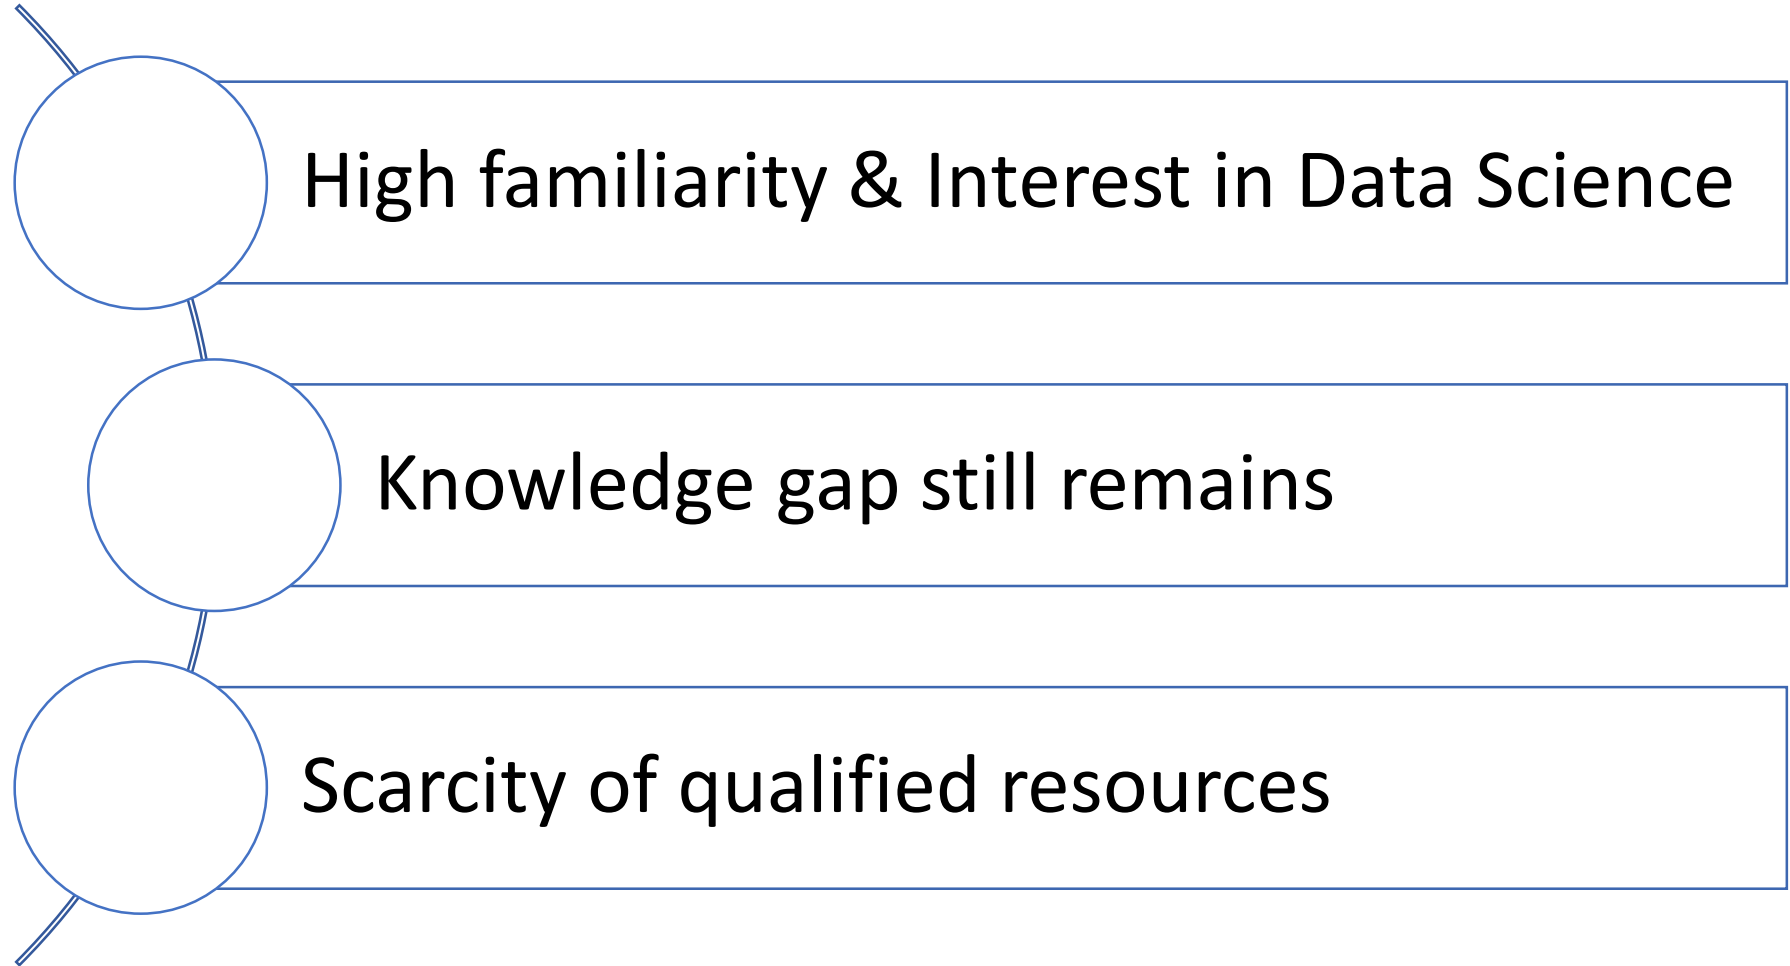 High familiarity & Interest in Data Science
Knowledge gap still remains
Scarcity of qualified resources